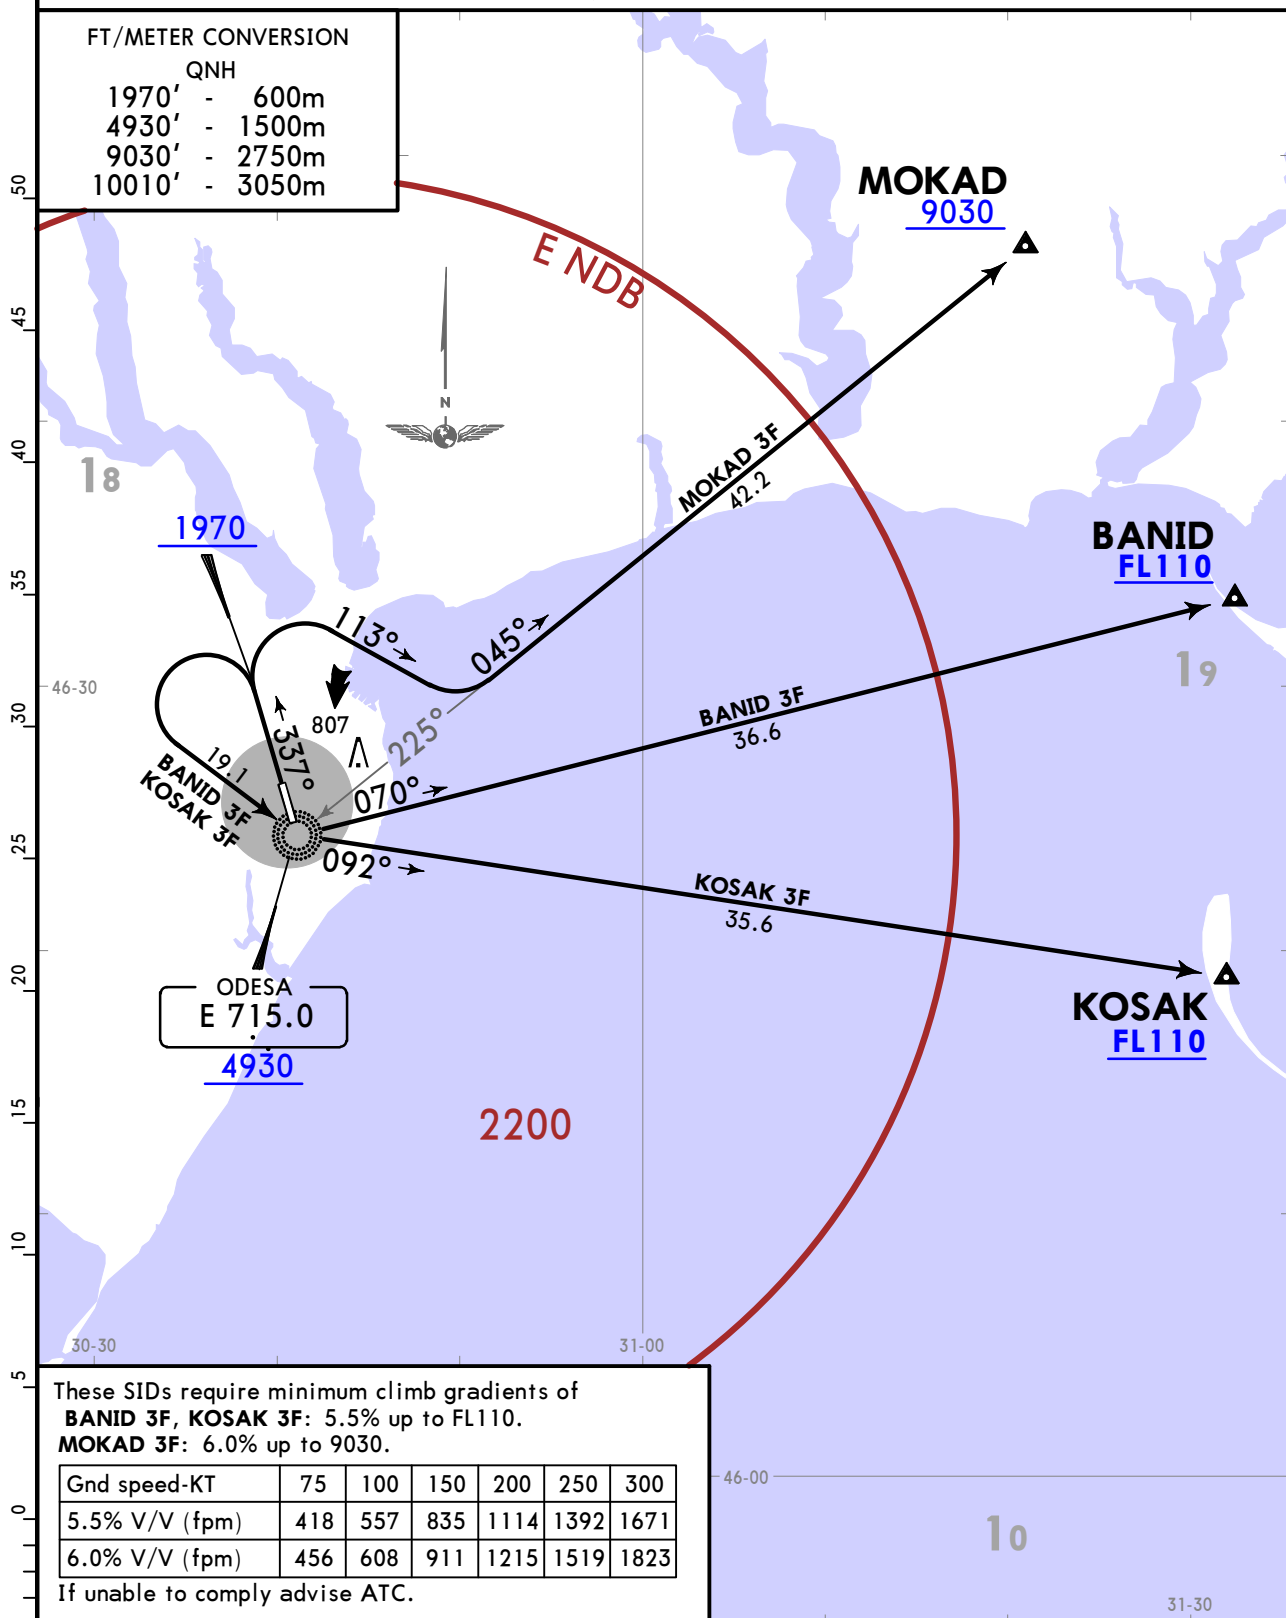 FT/METER CONVERSION
QNH
1970' - 600m
4930' - 1500m
9030' - 2750m
10010' - 3050m
50
45
40
35
30
25
20
15
10
5
0
E NDB
MOKAD
9030
N
18
MOKAD 3F
42.2
1970
BANID
FL110
113°
045°
46-30
19
807
337°
225°
BANID 3F
36.6
19.1
BANID 3F
KOSAK 3F
070°
092°
KOSAK 3F
35.6
ODESA
E 715.0
.
4930
KOSAK
FL110
2200
30-30
31-00
These SIDs require minimum climb gradients of
BANID 3F, KOSAK 3F: 5.5% up to FL110.
MOKAD 3F: 6.0% up to 9030.
Gnd speed-KT 75 100 150 200 250 300
5.5% V/V (fpm) 418 557 835 1114 1392 1671
6.0% V/V (fpm) 456 608 911 1215 1519 1823
If unable to comply advise ATC.
46-00
10
31-30